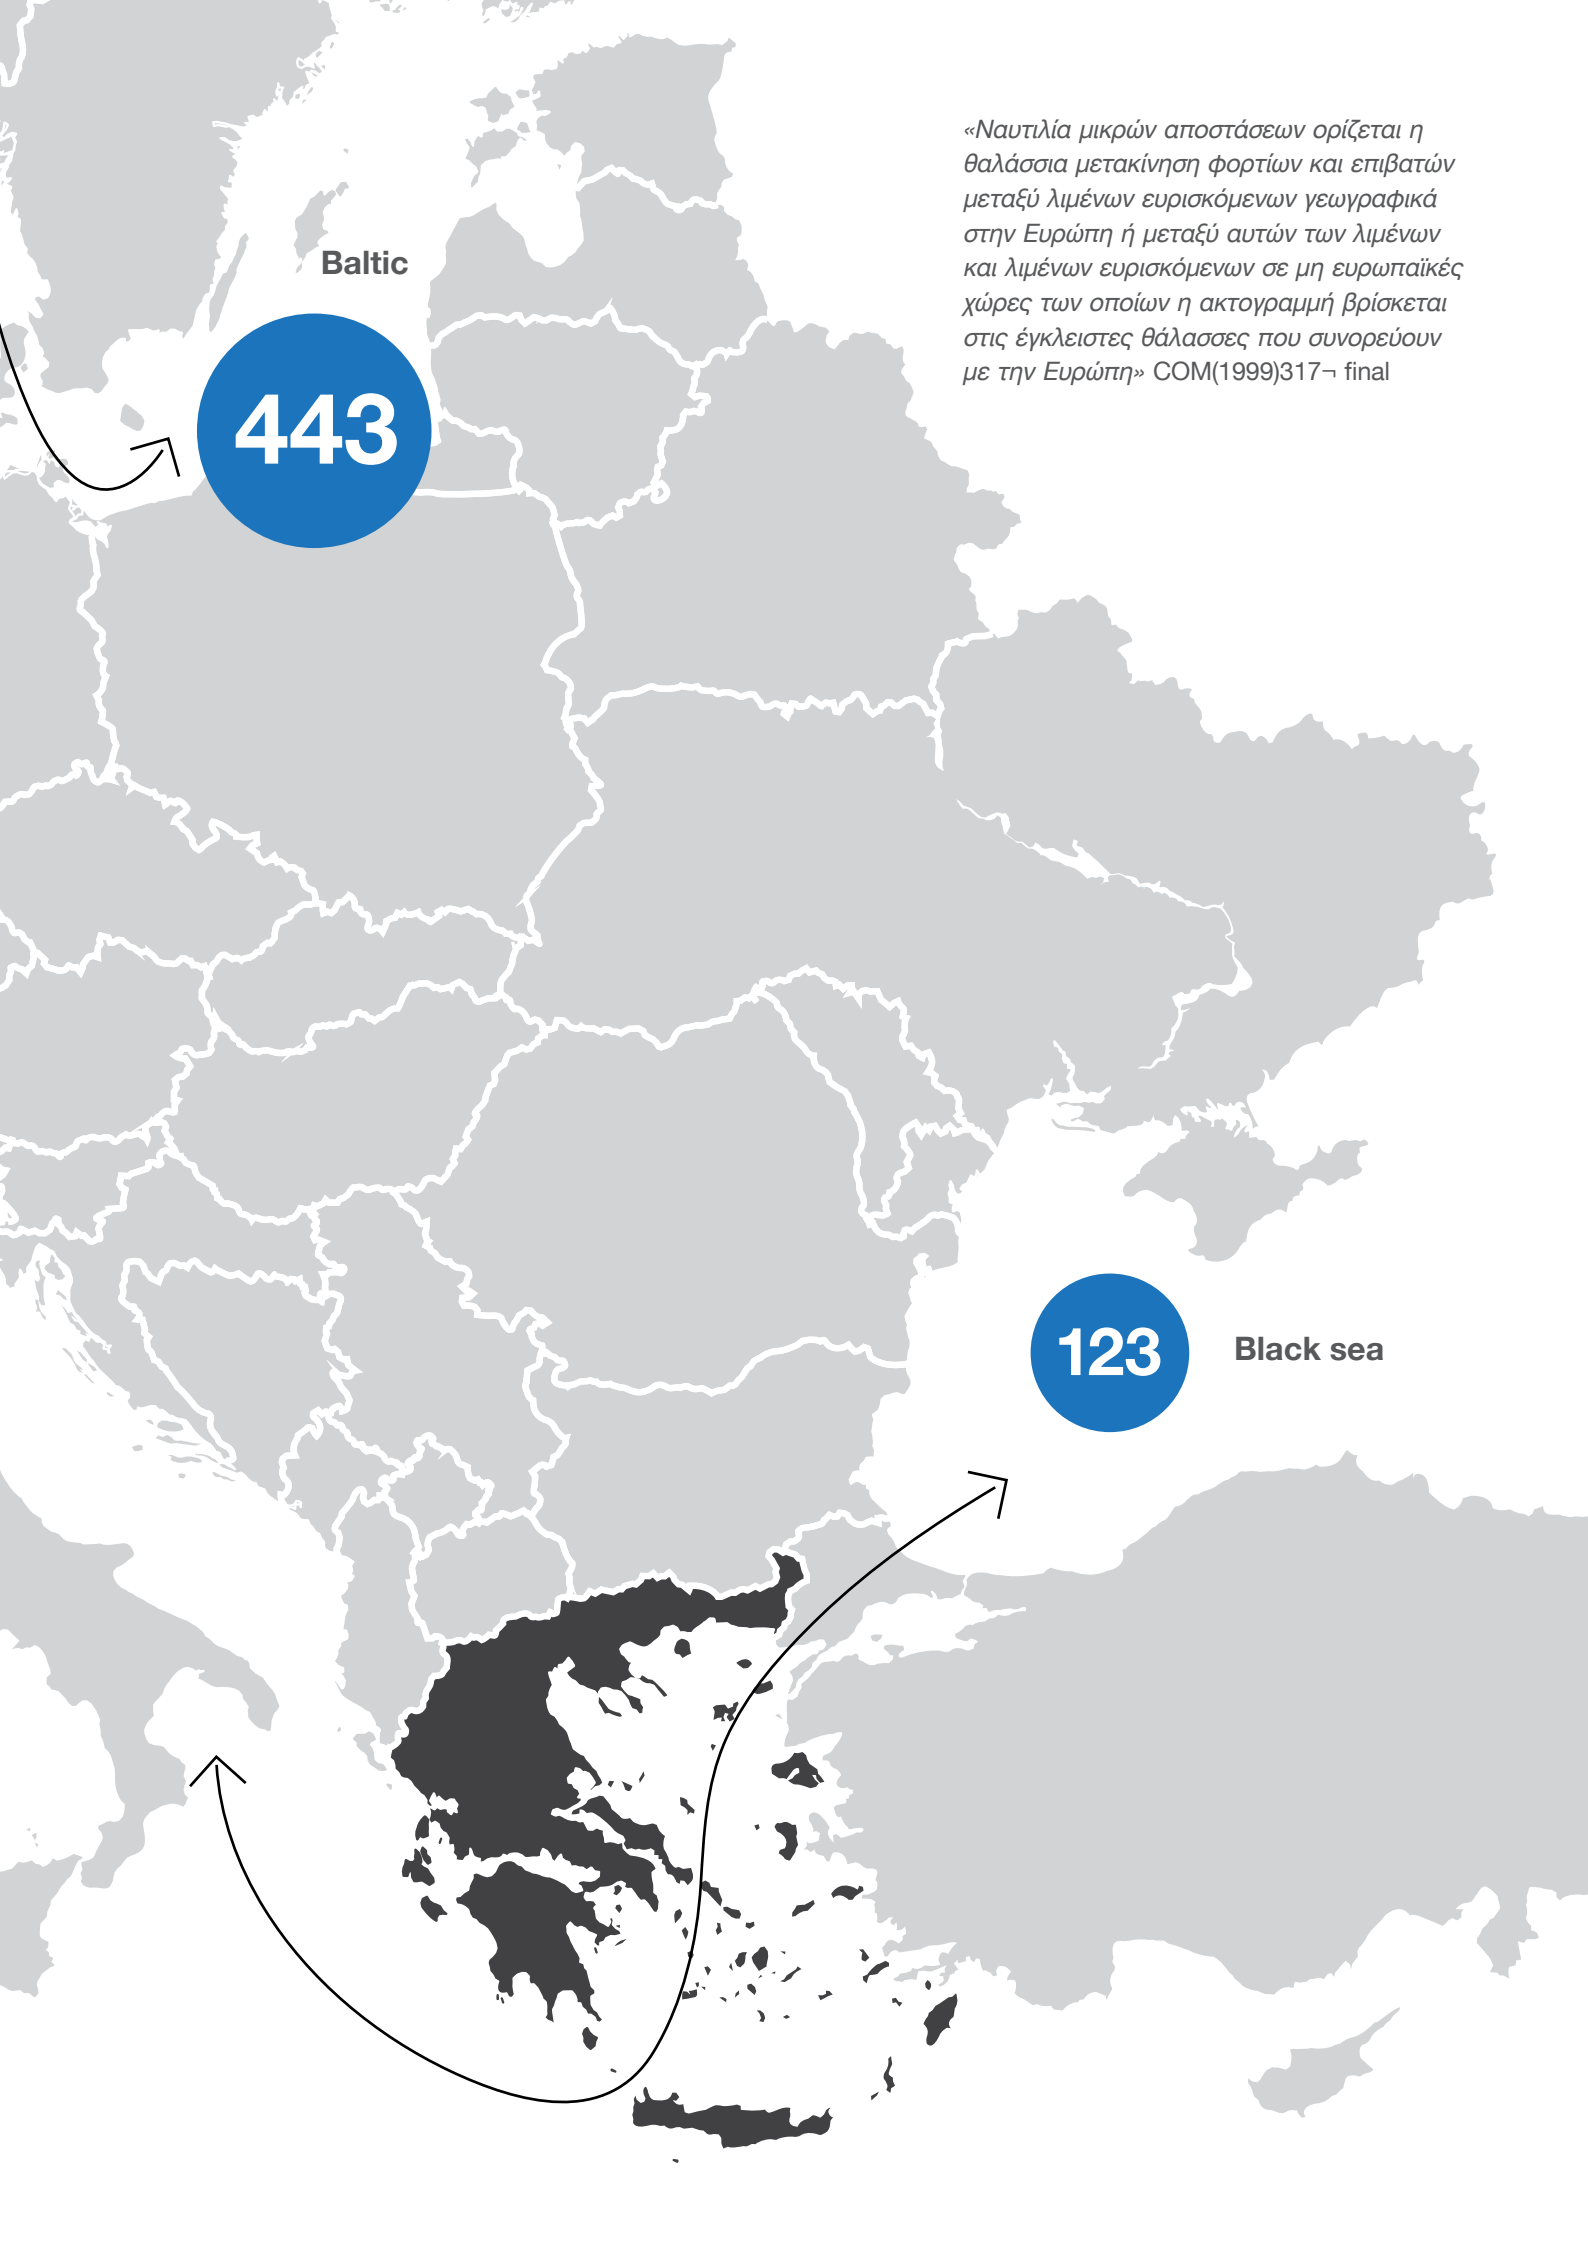 «Ναυτιλία μικρών αποστάσεων ορίζεται η
θαλάσσια μετακίνηση φορτίων και επιβατών
μεταξύ λιμένων ευρισκόμενων γεωγραφικά
στην Ευρώπη ή μεταξύ αυτών των λιμένων
και λιμένων ευρισκόμενων σε μη ευρωπαϊκές
χώρες των οποίων η ακτογραμμή βρίσκεται
στις έγκλειστες θάλασσες που συνορεύουν
με την Ευρώπη» COM(1999)317¬ final
Baltic
443
123
Black sea